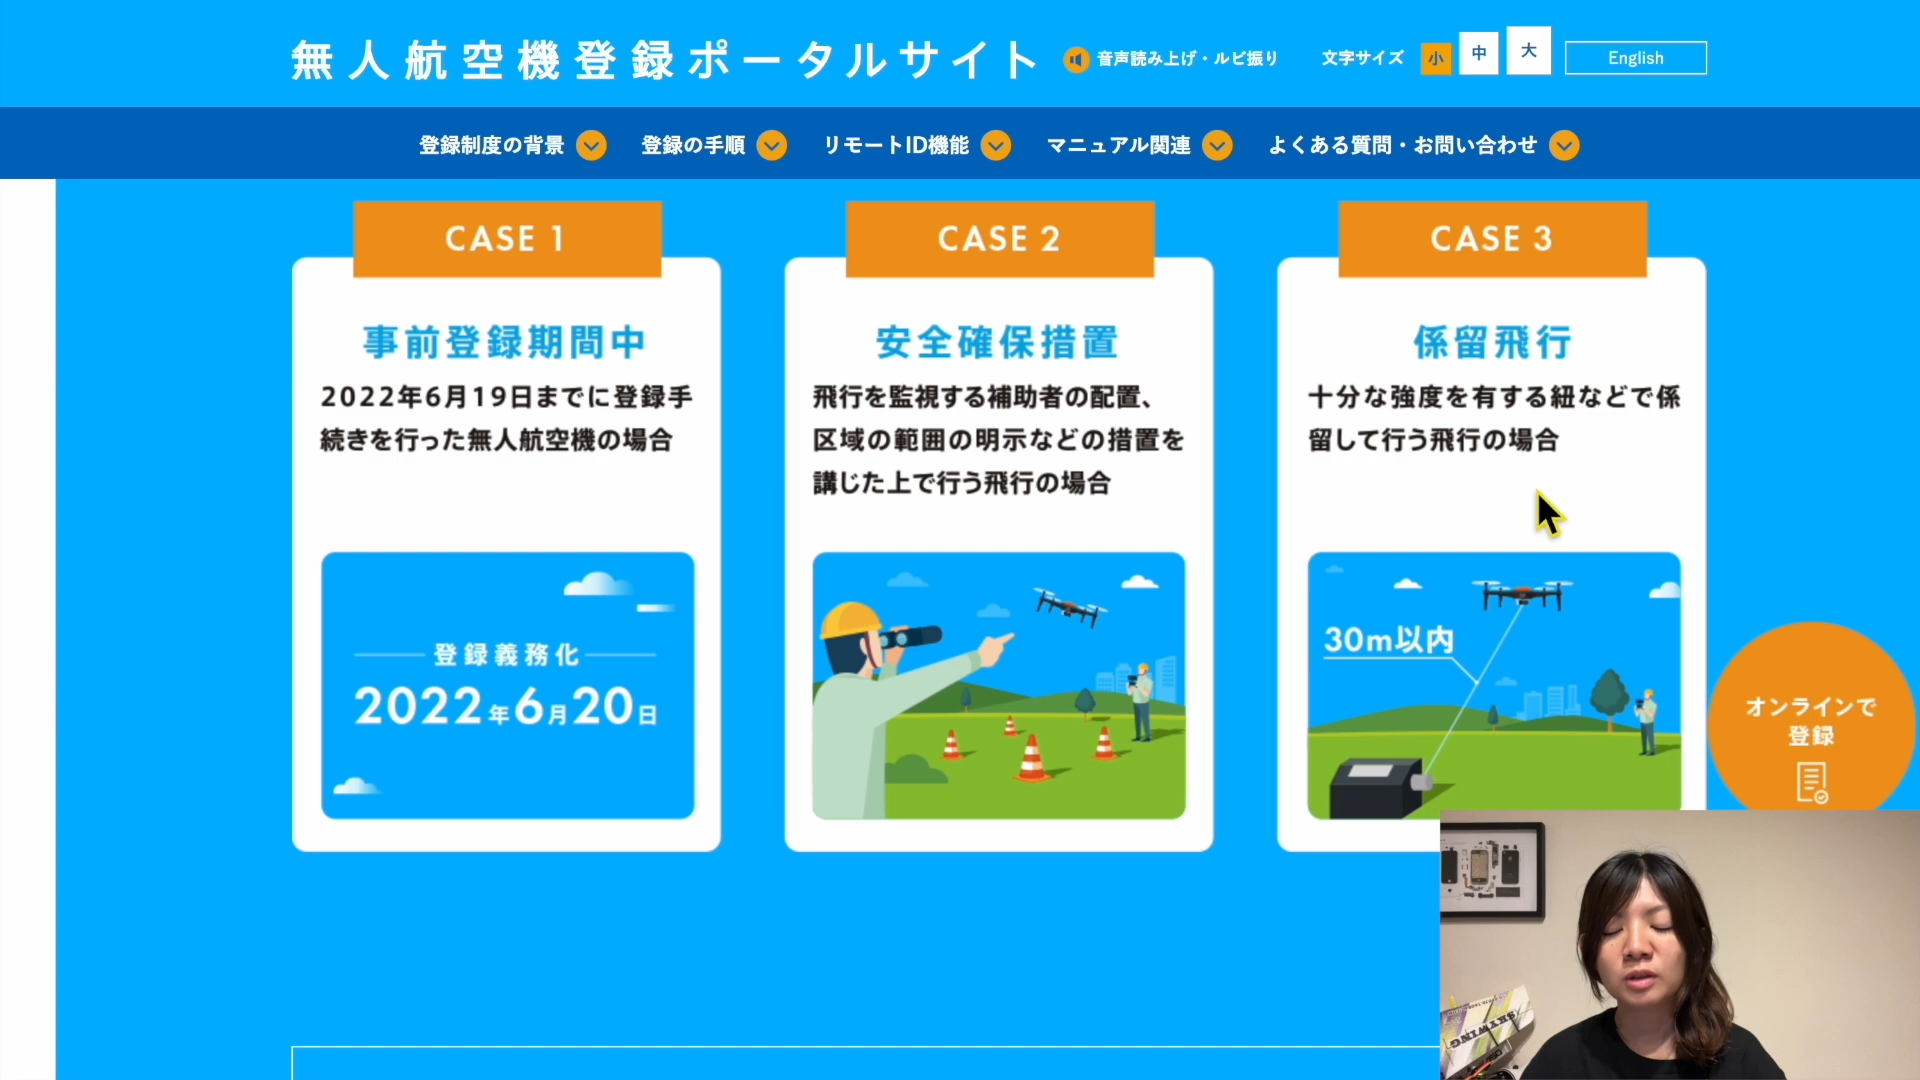 無人航空機登録ポータルサイト
音声読み上げ・ルビ振り
文字サイズ
小
中
大
English
登録制度の背景
登録の手順
リモートID機能
マニュアル関連
よくある質問・お問い合わせ
CASE 1
事前登録期間中
2022年6月19日までに登録手
続きを行った無人航空機の場合
登録義務化
2022年6月20日
CASE 2
安全確保措置
飛行を監視する補助者の配置、
区域の範囲の明示などの措置を
講じた上で行う飛行の場合
CASE 3
係留飛行
十分な強度を有する紐などで係
留して行う飛行の場合
30m以内
オンラインで
登録
SKYWING